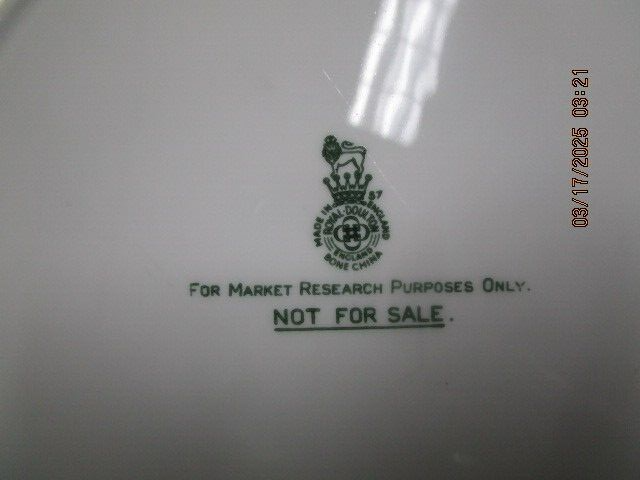 57
MADE IN ENGLAND
ROYAL·DOULTON
ENGLAND
BONE CHINA
FOR MARKET RESEARCH PURPOSES ONLY.
NOT FOR SALE.
03/17/2025 03:21